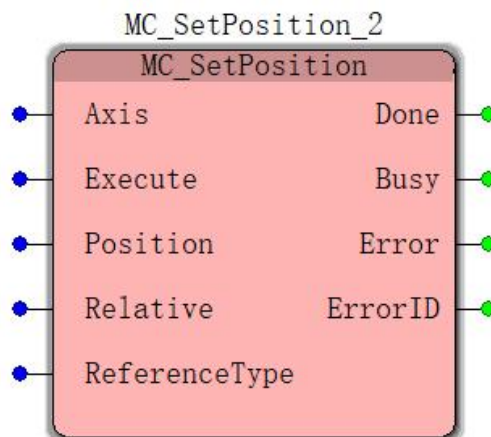 MC_SetPosition_2
MC_SetPosition
Axis Done
Execute Busy
Position Error
Relative ErrorID
ReferenceType